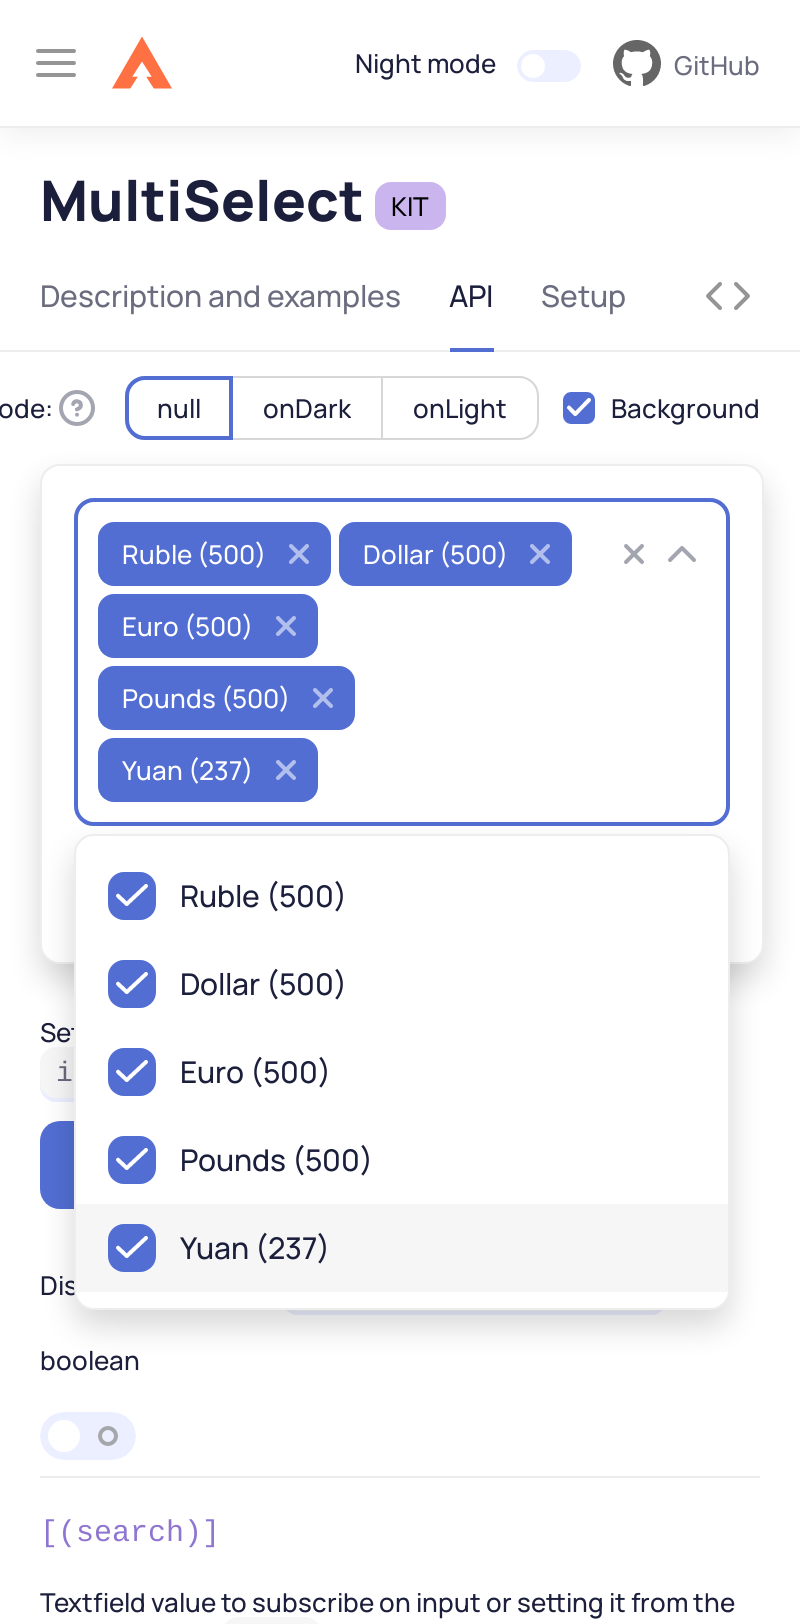 Night mode GitHub
MultiSelect KIT
Description and examples API Setup
ode: null onDark onLight Background
Ruble (500) Dollar (500)
Euro (500)
Pounds (500)
Yuan (237)
Ruble (500)
Dollar (500)
Euro (500)
Pounds (500)
Yuan (237)
boolean
[(search)]
Textfield value to subscribe on input or setting it from the